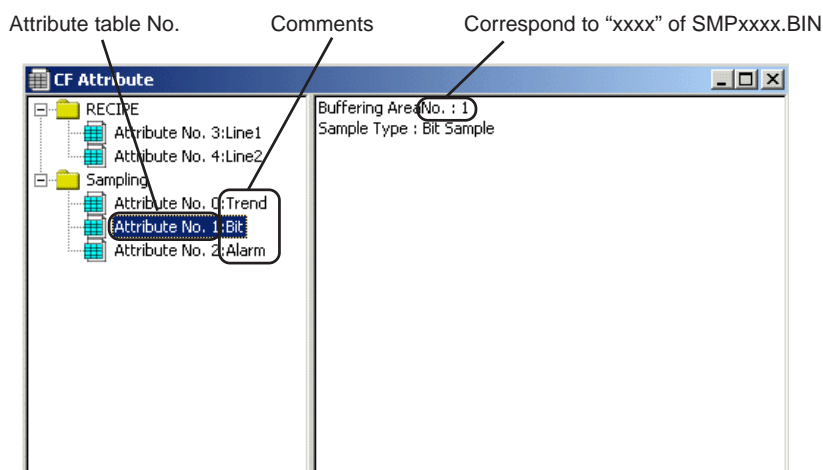 Attribute table No. Comments Correspond to “xxxx” of SMPxxxx.BIN
CF Attribute
RECIPE
Attribute No. 3:Line1
Attribute No. 4:Line2
Sampling
Attribute No. 0:Trend
Attribute No. 1:Bit
Attribute No. 2:Alarm
Buffering Area No. : 1
Sample Type : Bit Sample